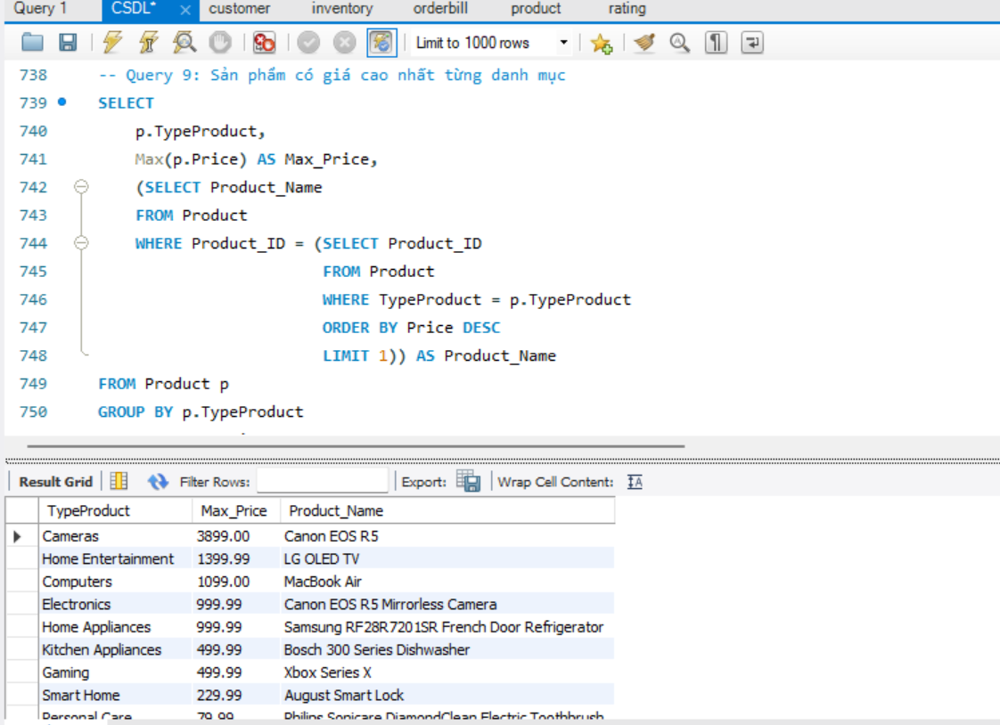 Query 1 CSDL* × customer inventory orderbill product rating
Limit to 1000 rows
738 -- Query 9: Sản phẩm có giá cao nhất từng danh mục
739 SELECT
740 p.TypeProduct,
741 Max(p.Price) AS Max_Price,
742 (SELECT Product_Name
743 FROM Product
744 WHERE Product_ID = (SELECT Product_ID
745 FROM Product
746 WHERE TypeProduct = p.TypeProduct
747 ORDER BY Price DESC
748 LIMIT 1)) AS Product_Name
749 FROM Product p
750 GROUP BY p.TypeProduct
Result Grid Filter Rows: Export: Wrap Cell Content:
TypeProduct Max_Price Product_Name
Cameras 3899.00 Canon EOS R5
Home Entertainment 1399.99 LG OLED TV
Computers 1099.00 MacBook Air
Electronics 999.99 Canon EOS R5 Mirrorless Camera
Home Appliances 999.99 Samsung RF28R7201SR French Door Refrigerator
Kitchen Appliances 499.99 Bosch 300 Series Dishwasher
Gaming 499.99 Xbox Series X
Smart Home 229.99 August Smart Lock
Personal Care 79.99 Philips Sonicare DiamondClean Electric Toothbrush